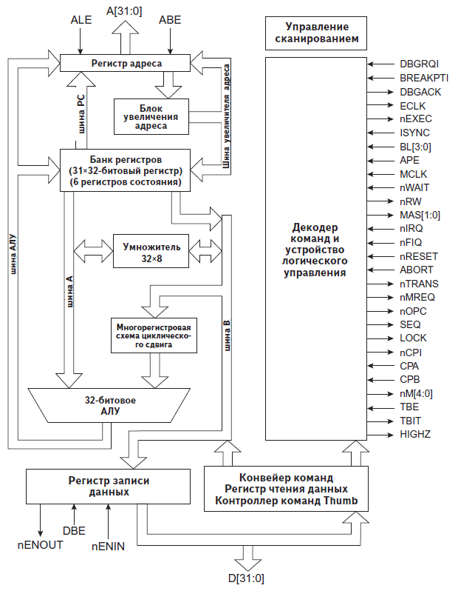 A[31:0]
ALE
ABE
Управление
сканированием
Регистр адреса
Блок
увеличения
адреса
шина PC
Шина увеличителя адреса
Банк регистров
(31×32-битовый регистр)
(6 регистров состояния)
шина АЛУ
шина А
Умножитель
32×8
шина В
Многорегистровая
схема циклическо-
го сдвига
32-битовое
АЛУ
Декодер
команд и
устройство
логического
управления
DBGRQI
BREAKPTI
DBGACK
ECLK
nEXEC
ISYNC
BL[3:0]
APE
MCLK
nWAIT
nRW
MAS[1:0]
nIRQ
nFIQ
nRESET
ABORT
nTRANS
nMREQ
nOPC
SEQ
LOCK
nCPI
CPA
CPB
nM[4:0]
TBE
TBIT
HIGHZ
Регистр записи
данных
Конвейер команд
Регистр чтения данных
Контроллер команд Thumb
nENOUT
DBE
nENIN
D[31:0]